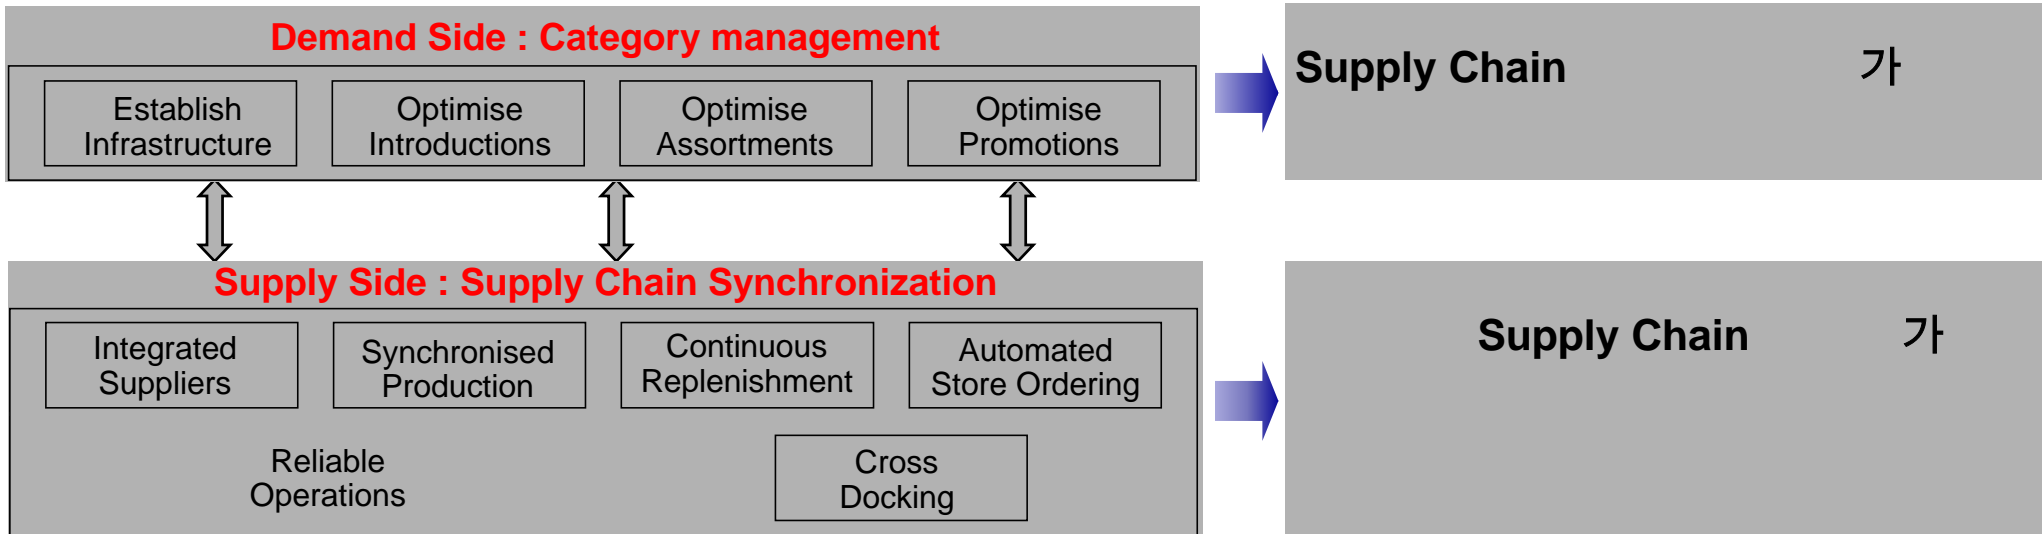 Demand Side : Category management
Establish
Infrastructure
Optimise
Introductions
Optimise
Assortments
Optimise
Promotions
Supply Chain 가
Supply Side : Supply Chain Synchronization
Integrated
Suppliers
Synchronised
Production
Continuous
Replenishment
Automated
Store Ordering
Reliable
Operations
Cross
Docking
Supply Chain 가